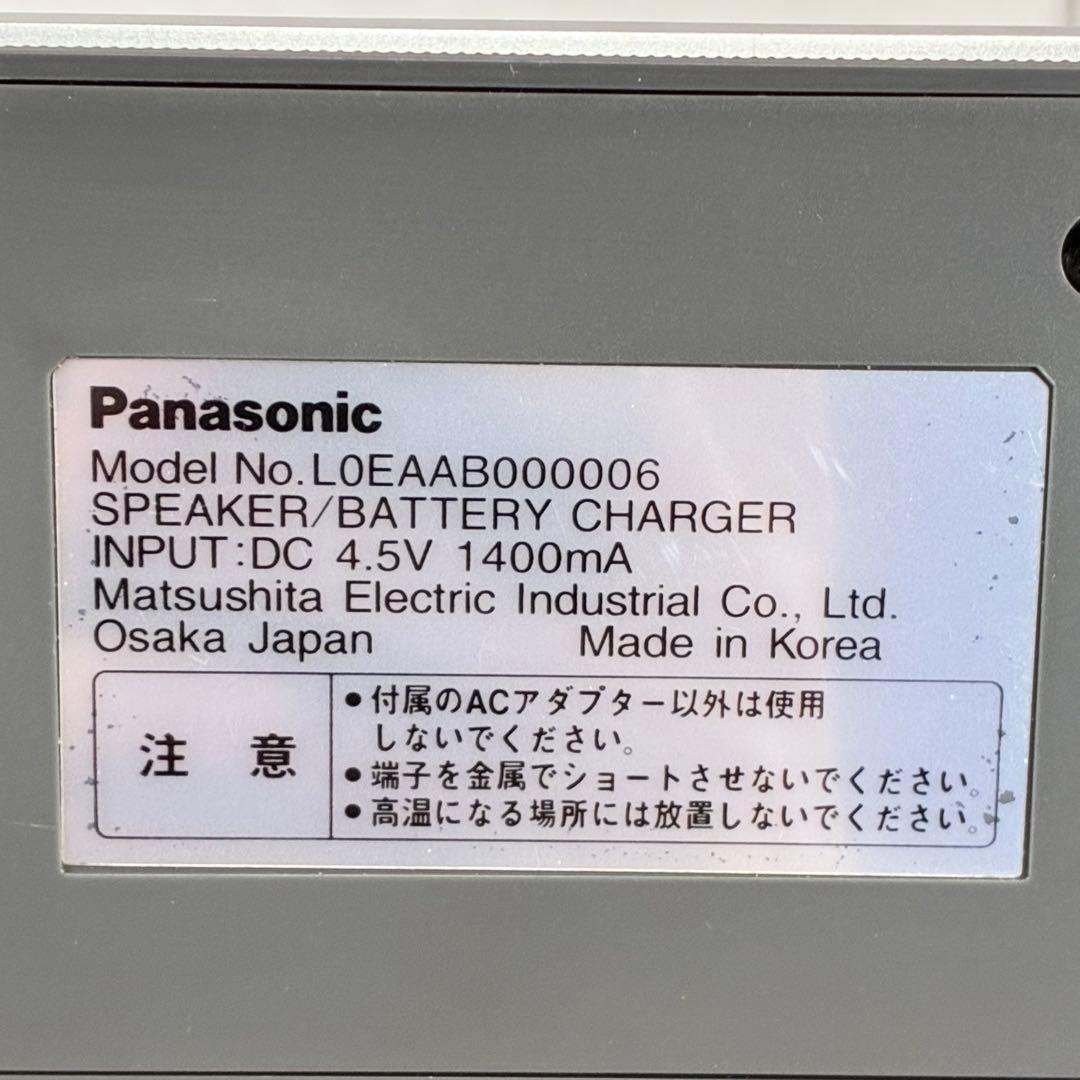 Panasonic
Model No.L0EAAB000006
SPEAKER/BATTERY CHARGER
INPUT:DC 4.5V 1400mA
Matsushita Electric Industrial Co., Ltd.
Osaka Japan Made in Korea
注 意
●付属のACアダプター以外は使用
しないでください。
●端子を金属でショートさせないでください。
●高温になる場所には放置しないでください。